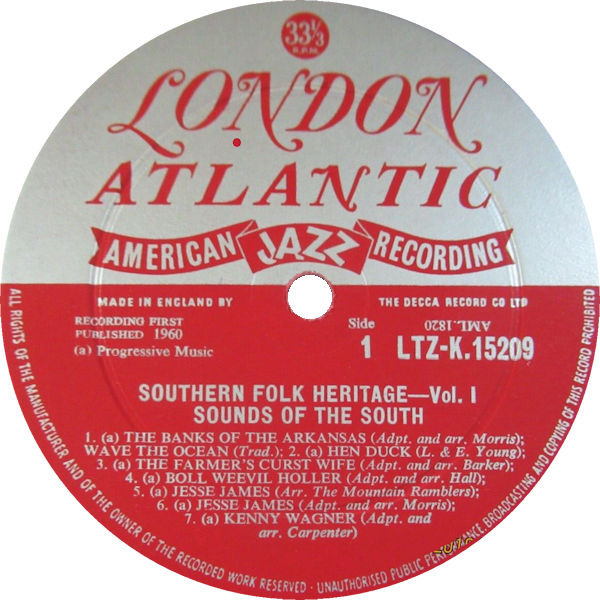 33⅓
R.P.M.
LONDON
ATLANTIC
AMERICAN JAZZ RECORDING
MADE IN ENGLAND BY THE DECCA RECORD CO LTD
RECORDING FIRST
PUBLISHED 1960
(a) Progressive Music
Side
1
AML.1820
LTZ-K.15209
SOUTHERN FOLK HERITAGE—Vol. I
SOUNDS OF THE SOUTH
1. (a) THE BANKS OF THE ARKANSAS (Adpt. and arr. Morris);
WAVE THE OCEAN (Trad.); 2. (a) HEN DUCK (L. & E. Young);
3. (a) THE FARMER'S CURST WIFE (Adpt. and arr. Barker);
4. (a) BOLL WEEVIL HOLLER (Adpt. and arr. Hall);
5. (a) JESSE JAMES (Arr. The Mountain Ramblers);
6. (a) JESSE JAMES (Adpt. and arr. Morris);
7. (a) KENNY WAGNER (Adpt. and
arr. Carpenter)
ALL RIGHTS OF THE MANUFACTURER AND OF THE OWNER OF THE RECORDED WORK RESERVED · UNAUTHORISED PUBLIC PERFORMANCE, BROADCASTING AND COPYING OF THIS RECORD PROHIBITED